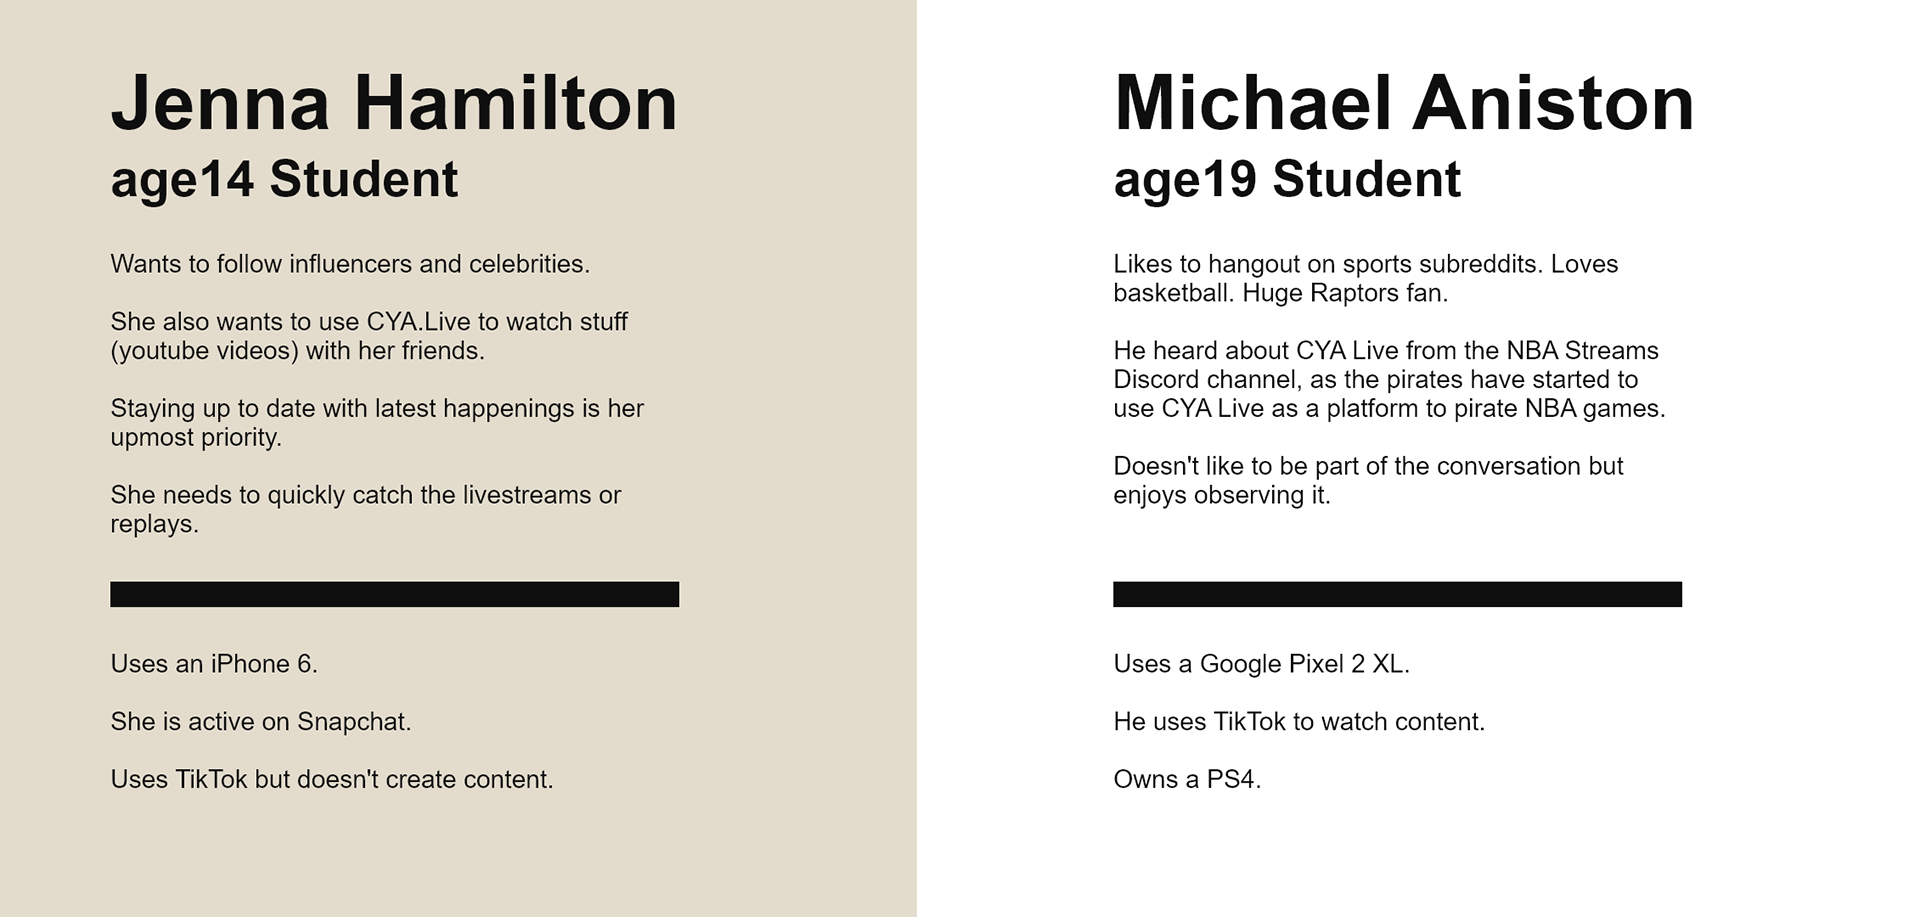 Jenna Hamilton
age14 Student
Wants to follow influencers and celebrities.
She also wants to use CYA.Live to watch stuff
(youtube videos) with her friends.
Staying up to date with latest happenings is her
upmost priority.
She needs to quickly catch the livestreams or
replays.
Uses an iPhone 6.
She is active on Snapchat.
Uses TikTok but doesn't create content.
Michael Aniston
age19 Student
Likes to hangout on sports subreddits. Loves
basketball. Huge Raptors fan.
He heard about CYA Live from the NBA Streams
Discord channel, as the pirates have started to
use CYA Live as a platform to pirate NBA games.
Doesn't like to be part of the conversation but
enjoys observing it.
Uses a Google Pixel 2 XL.
He uses TikTok to watch content.
Owns a PS4.